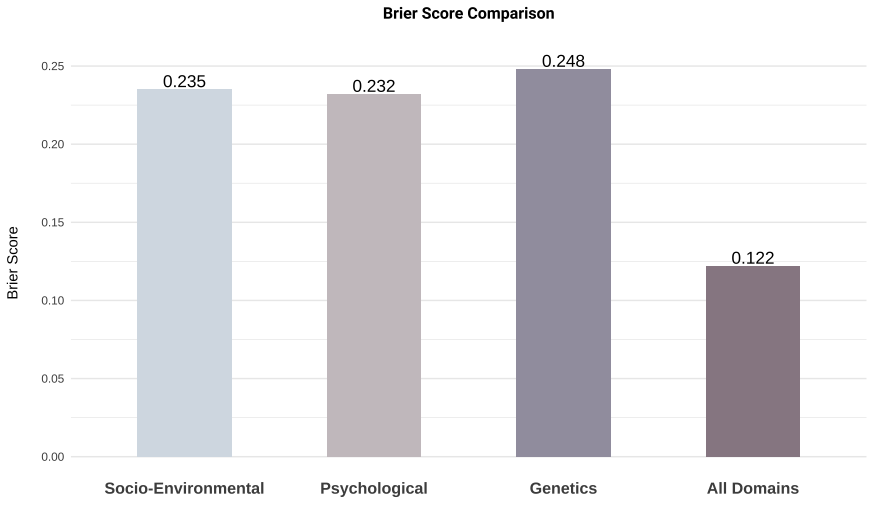 Brier Score Comparison
0.248
0.25
0.235
0.232
0.20
0.15
Brier Score
0.122
0.10
0.05
0.00
Socio-Environmental
Psychological
Genetics
All Domains